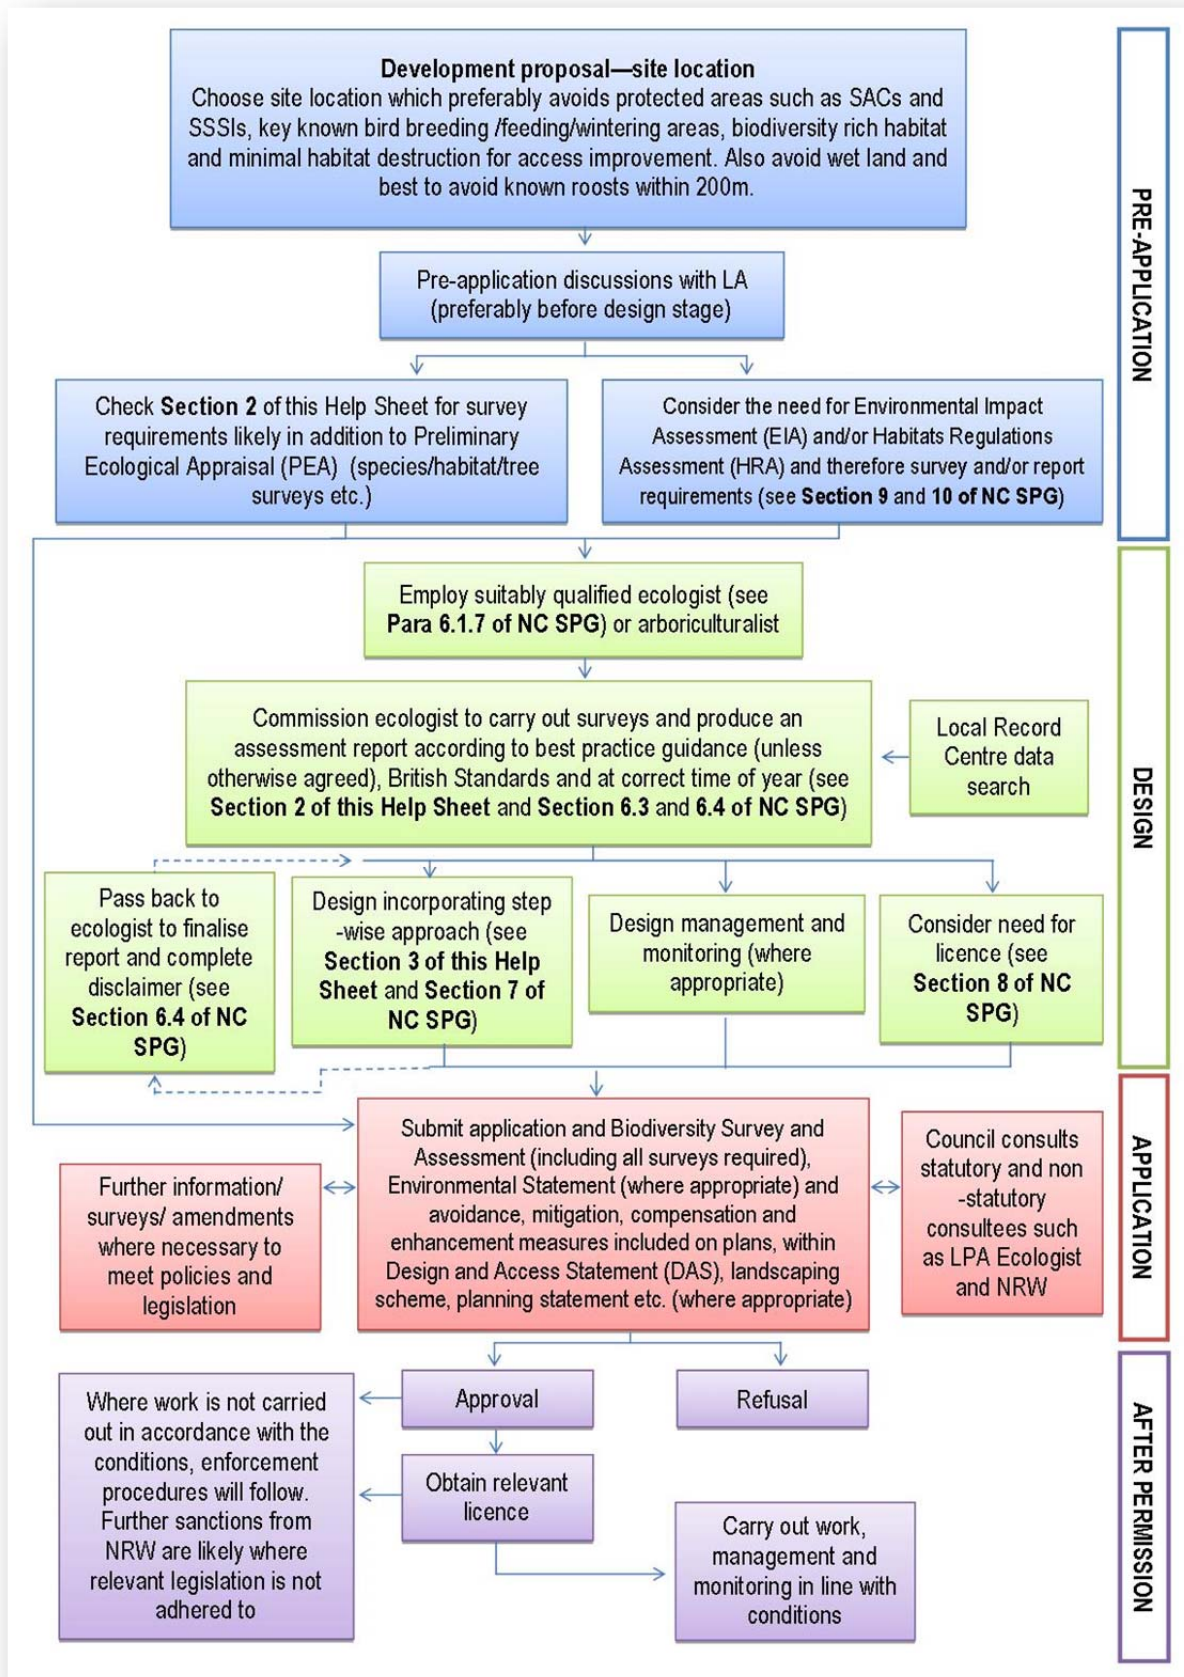 Development proposal—site location
Choose site location which preferably avoids protected areas such as SACs and
SSSIs, key known bird breeding /feeding/wintering areas, biodiversity rich habitat
and minimal habitat destruction for access improvement. Also avoid wet land and
best to avoid known roosts within 200m.
PRE-APPLICATION
Pre-application discussions with LA
(preferably before design stage)
Check Section 2 of this Help Sheet for survey
requirements likely in addition to Preliminary
Ecological Appraisal (PEA) (species/habitat/tree
surveys etc.)
Consider the need for Environmental Impact
Assessment (EIA) and/or Habitats Regulations
Assessment (HRA) and therefore survey and/or report
requirements (see Section 9 and 10 of NC SPG)
Employ suitably qualified ecologist (see
Para 6.1.7 of NC SPG) or arboriculturalist
DESIGN
Commission ecologist to carry out surveys and produce an
assessment report according to best practice guidance (unless
otherwise agreed), British Standards and at correct time of year (see
Section 2 of this Help Sheet and Section 6.3 and 6.4 of NC SPG)
Local Record
Centre data
search
Pass back to
ecologist to finalise
report and complete
disclaimer (see
Section 6.4 of NC
SPG)
Design incorporating step
-wise approach (see
Section 3 of this Help
Sheet and Section 7 of
NC SPG)
Design management and
monitoring (where
appropriate)
Consider need for
licence (see
Section 8 of NC
SPG)
Submit application and Biodiversity Survey and
Assessment (including all surveys required),
Environmental Statement (where appropriate) and
avoidance, mitigation, compensation and
enhancement measures included on plans, within
Design and Access Statement (DAS), landscaping
scheme, planning statement etc. (where appropriate)
APPLICATION
Further information/
surveys/ amendments
where necessary to
meet policies and
legislation
Council consults
statutory and non
-statutory
consultees such
as LPA Ecologist
and NRW
Approval
Refusal
AFTER PERMISSION
Where work is not carried
out in accordance with the
conditions, enforcement
procedures will follow.
Further sanctions from
NRW are likely where
relevant legislation is not
adhered to
Obtain relevant
licence
Carry out work,
management and
monitoring in line with
conditions